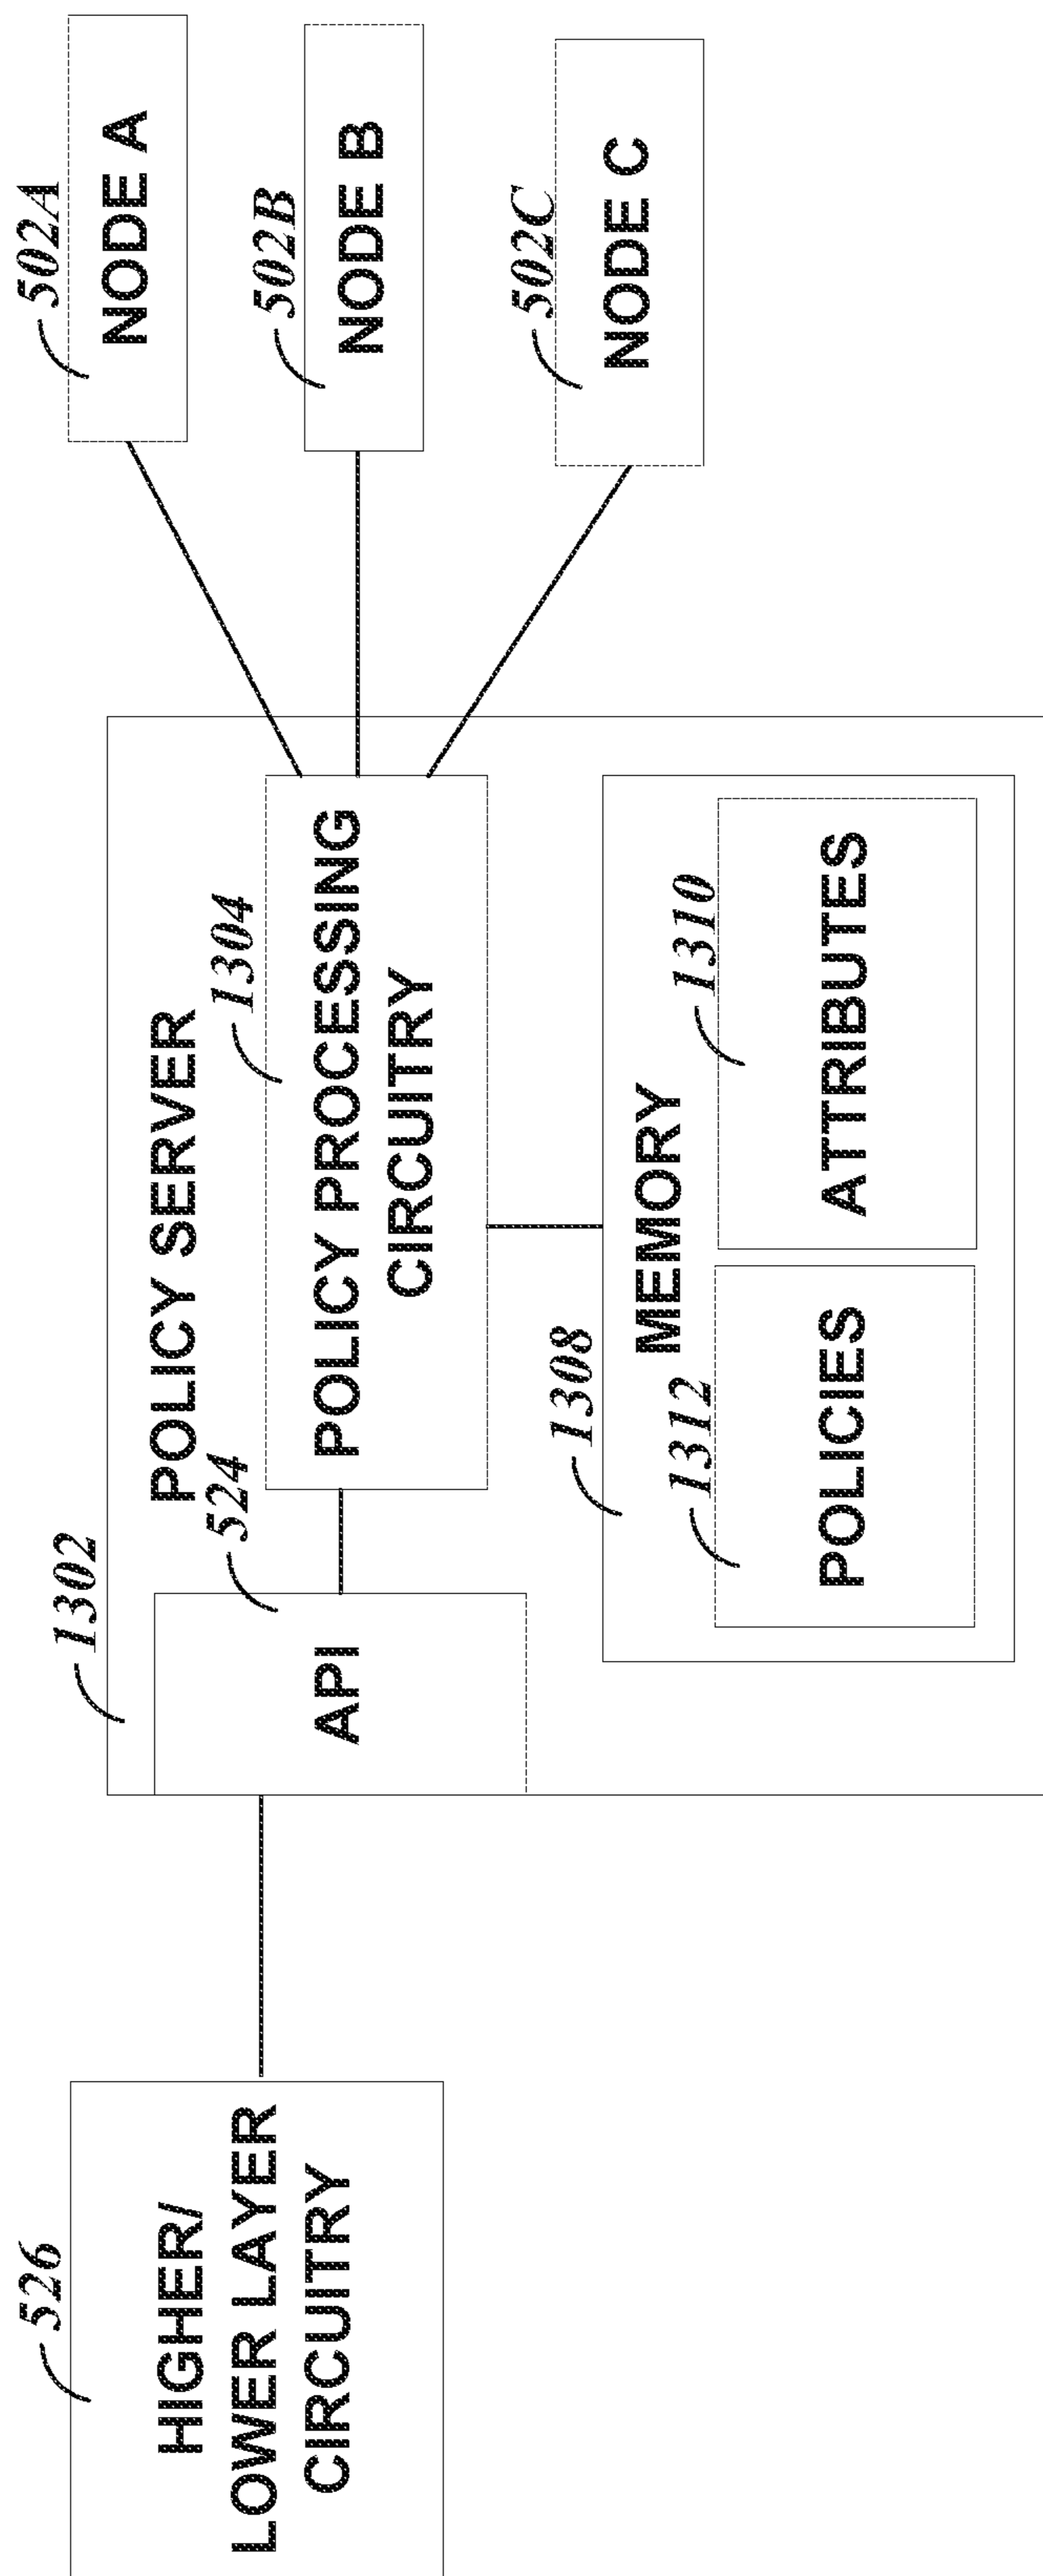 526
HIGHER/
LOWER LAYER
CIRCUITRY
1302
POLICY SERVER
524
API
1304
POLICY PROCESSING
CIRCUITRY
1308
MEMORY
1312
POLICIES
1310
ATTRIBUTES
502A
NODE A
502B
NODE B
502C
NODE C